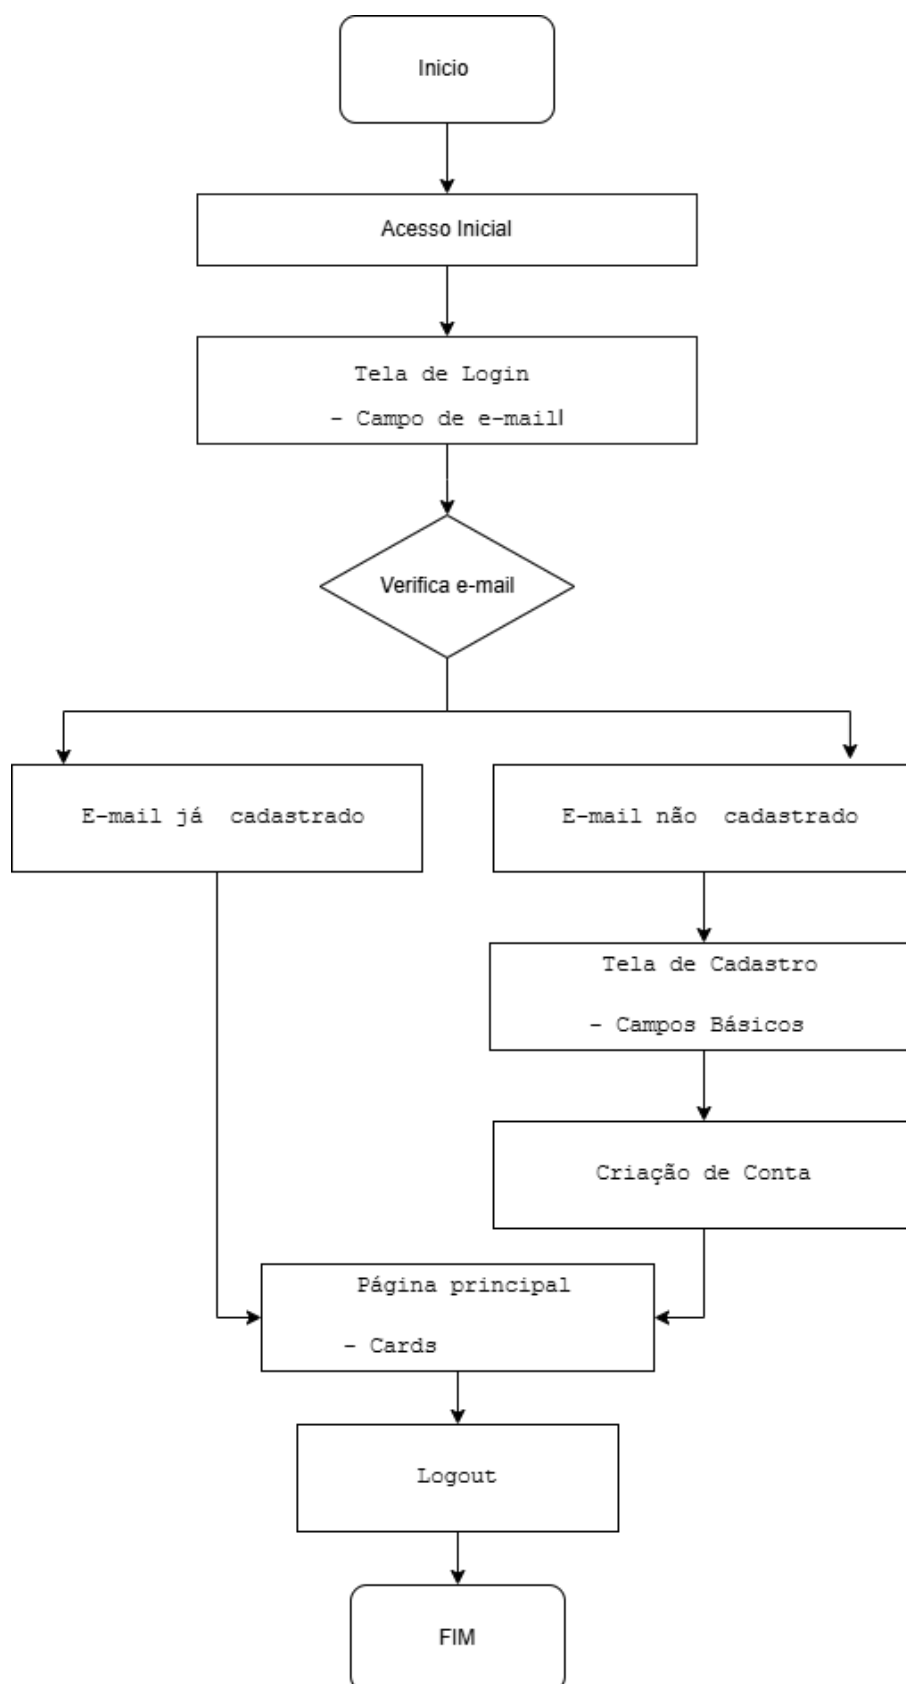 Inicio
Acesso Inicial
Tela de Login
- Campo de e-mail
Verifica e-mail
E-mail já cadastrado
E-mail não cadastrado
Tela de Cadastro
- Campos Básicos
Criação de Conta
Página principal
- Cards
Logout
FIM